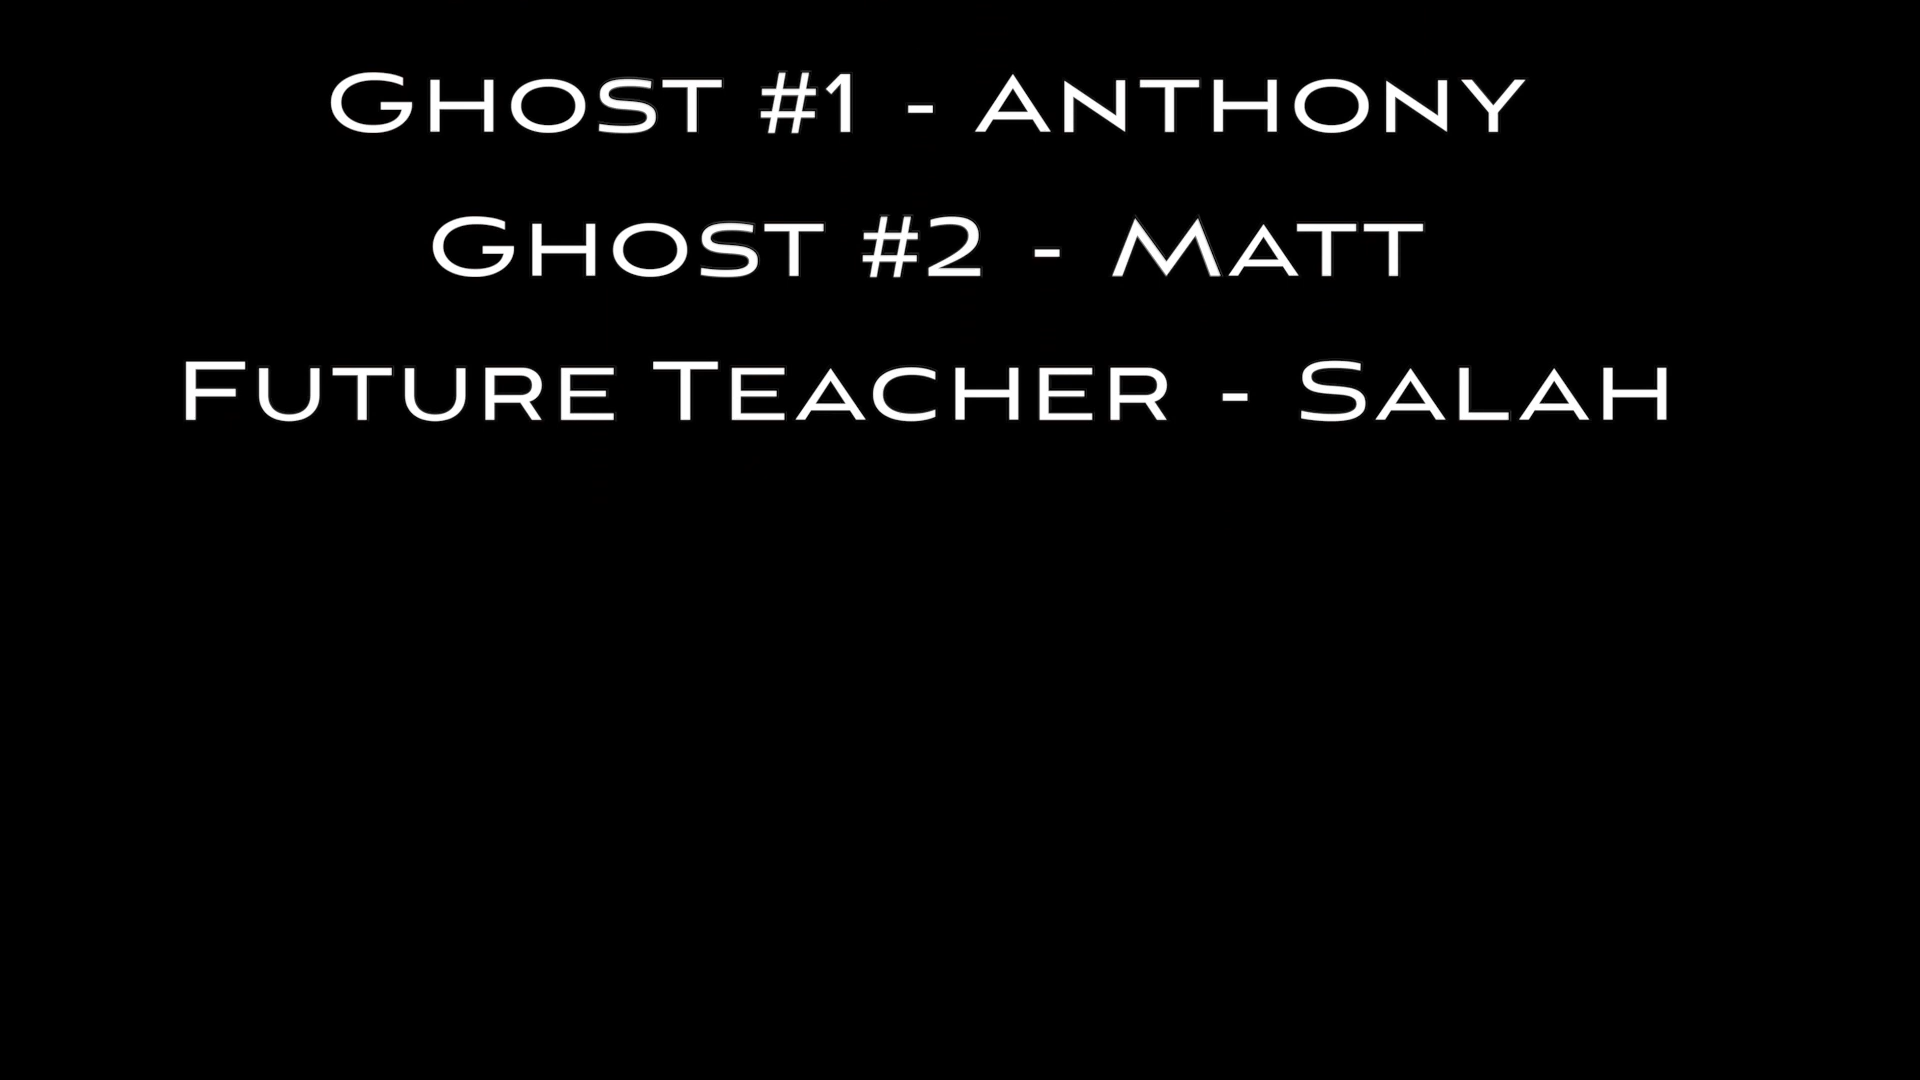 Ghost #1 - Anthony
Ghost #2 - Matt
Future Teacher - Salah